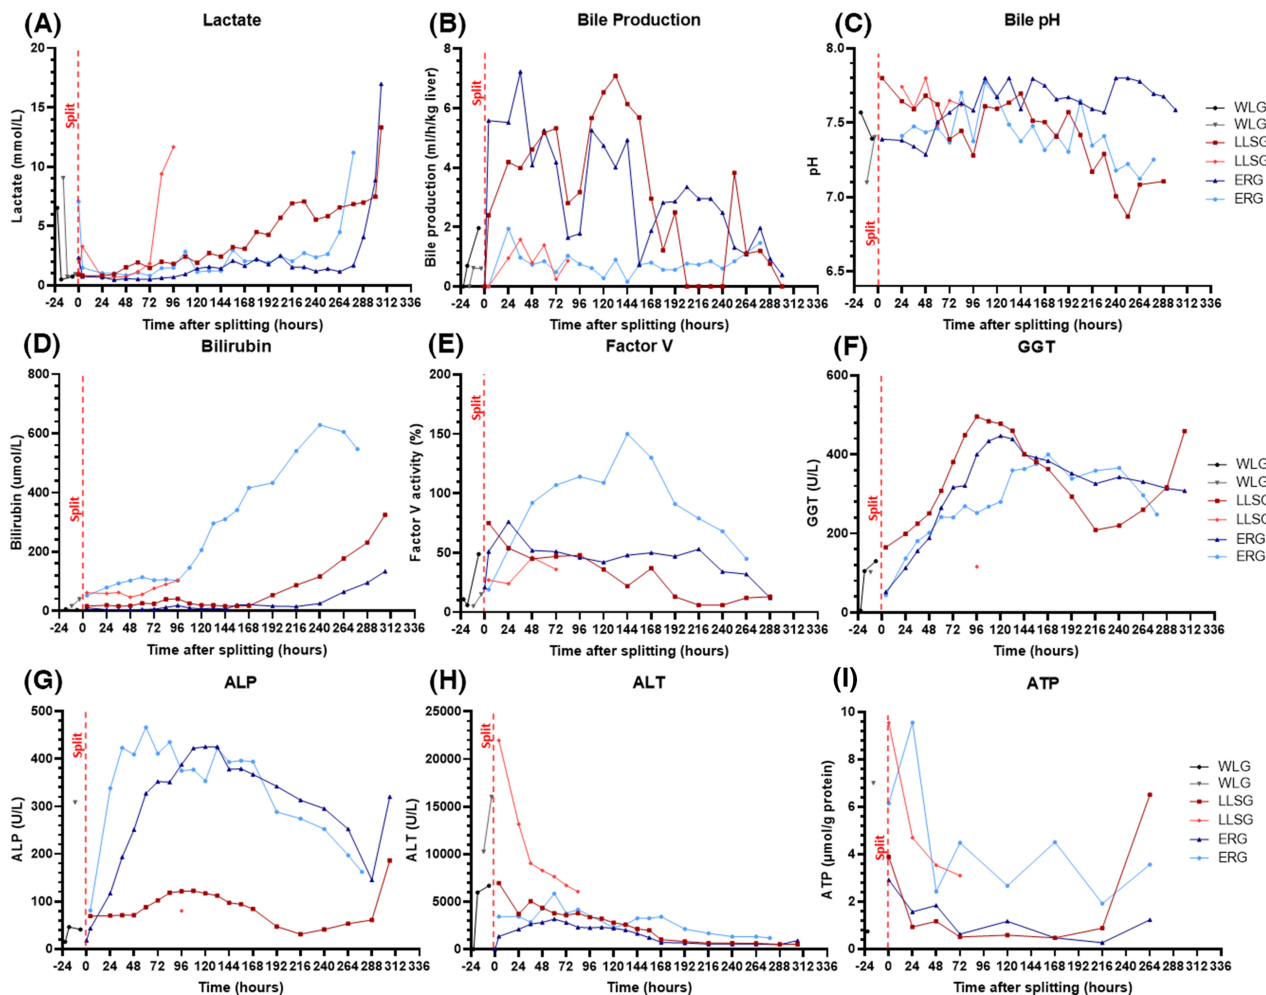 (A) Lactate
Lactate (mmol/L)
20
15
10
5
0
Split
-24 0 24 48 72 96 120 144 168 192 216 240 264 288 312 336
Time after splitting (hours)
(B) Bile Production
Bile production (ml/h/kg liver)
8
6
4
2
0
Split
-24 0 24 48 72 96 120 144 168 192 216 240 264 288 312 336
Time after splitting (hours)
(C) Bile pH
pH
8.0
7.5
7.0
6.5
Split
-24 0 24 48 72 96 120 144 168 192 216 240 264 288 312 336
Time after splitting (hours)
WLG
WLG
LLSG
LLSG
ERG
ERG
(D) Bilirubin
Bilirubin (umol/L)
800
600
400
200
0
Split
-24 0 24 48 72 96 120 144 168 192 216 240 264 288 312 336
Time after splitting (hours)
(E) Factor V
Factor V activity (%)
200
150
100
50
0
Split
-24 0 24 48 72 96 120 144 168 192 216 240 264 288 312 336
Time after splitting (hours)
(F) GGT
GGT (U/L)
600
400
200
0
Split
-24 0 24 48 72 96 120 144 168 192 216 240 264 288 312 336
Time (hours)
WLG
WLG
LLSG
LLSG
ERG
ERG
(G) ALP
ALP (U/L)
500
400
300
200
100
0
Split
-24 0 24 48 72 96 120 144 168 192 216 240 264 288 312 336
Time (hours)
(H) ALT
ALT (U/L)
25000
20000
15000
10000
5000
0
Split
-24 0 24 48 72 96 120 144 168 192 216 240 264 288 312 336
Time (hours)
(I) ATP
ATP (µmol/g protein)
10
8
6
4
2
0
Split
-24 0 24 48 72 96 120 144 168 192 216 240 264 288 312 336
Time after splitting (hours)
WLG
WLG
LLSG
LLSG
ERG
ERG